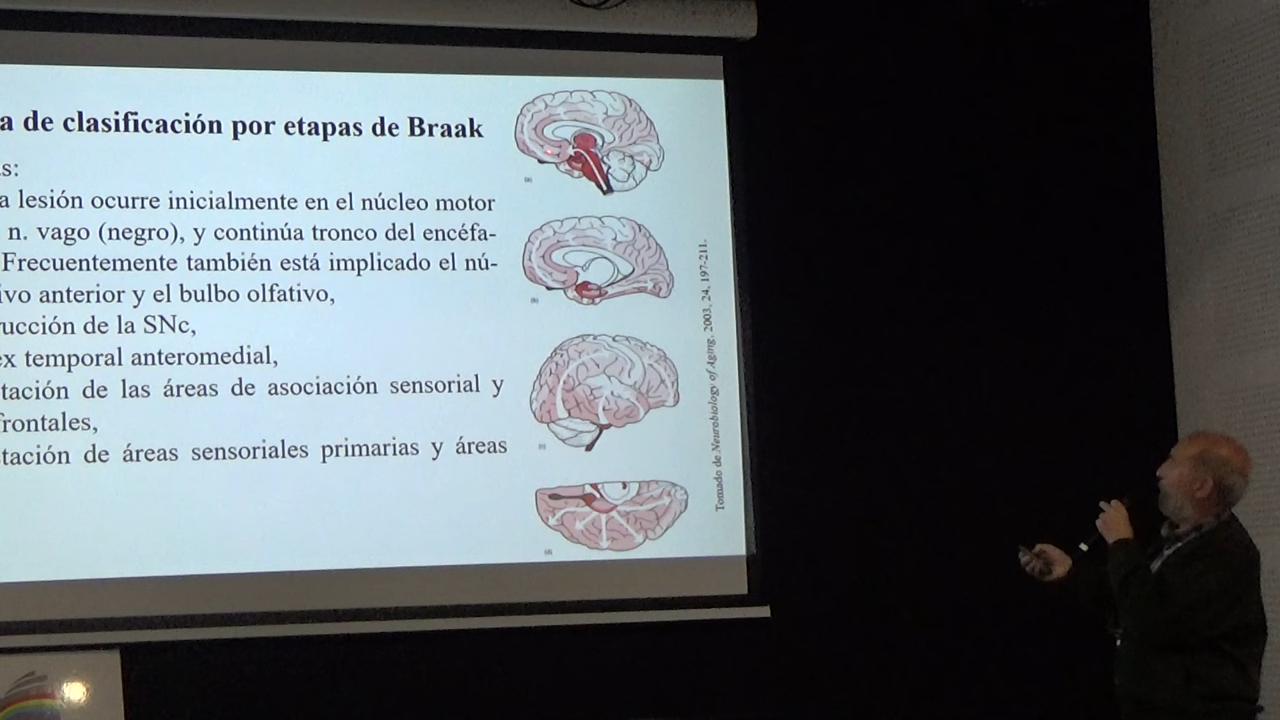 a de clasificación por etapas de Braak
s:
a lesión ocurre inicialmente en el núcleo motor
n. vago (negro), y continúa tronco del encéfa-
Frecuentemente también está implicado el nú-
ivo anterior y el bulbo olfativo,
ucción de la SNc,
ex temporal anteromedial,
tación de las áreas de asociación sensorial y
frontales,
tación de áreas sensoriales primarias y áreas
Tomado de Neurobiology of Aging, 2003, 24, 197-211.